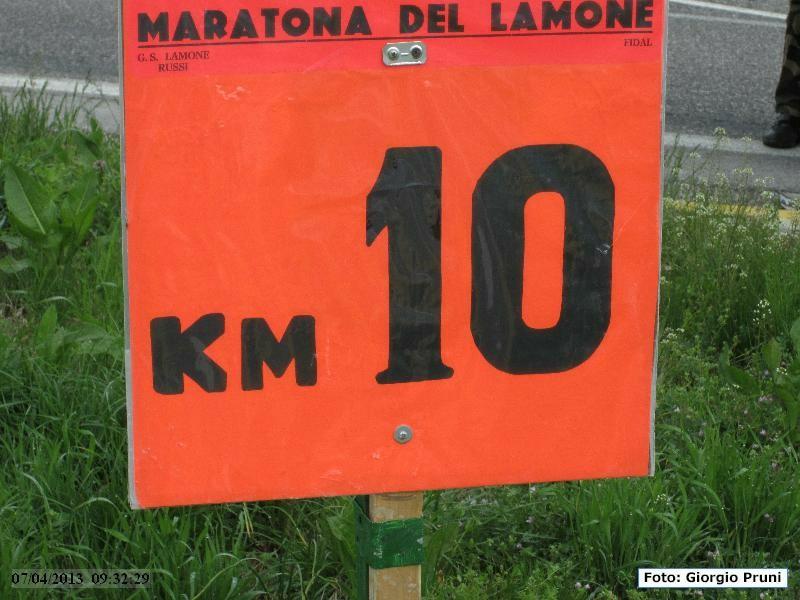 MARATONA DEL LAMONE
G.S. LAMONE
RUSSI
FIDAL
KM 10
07/04/2013 09:32:29
Foto: Giorgio Pruni